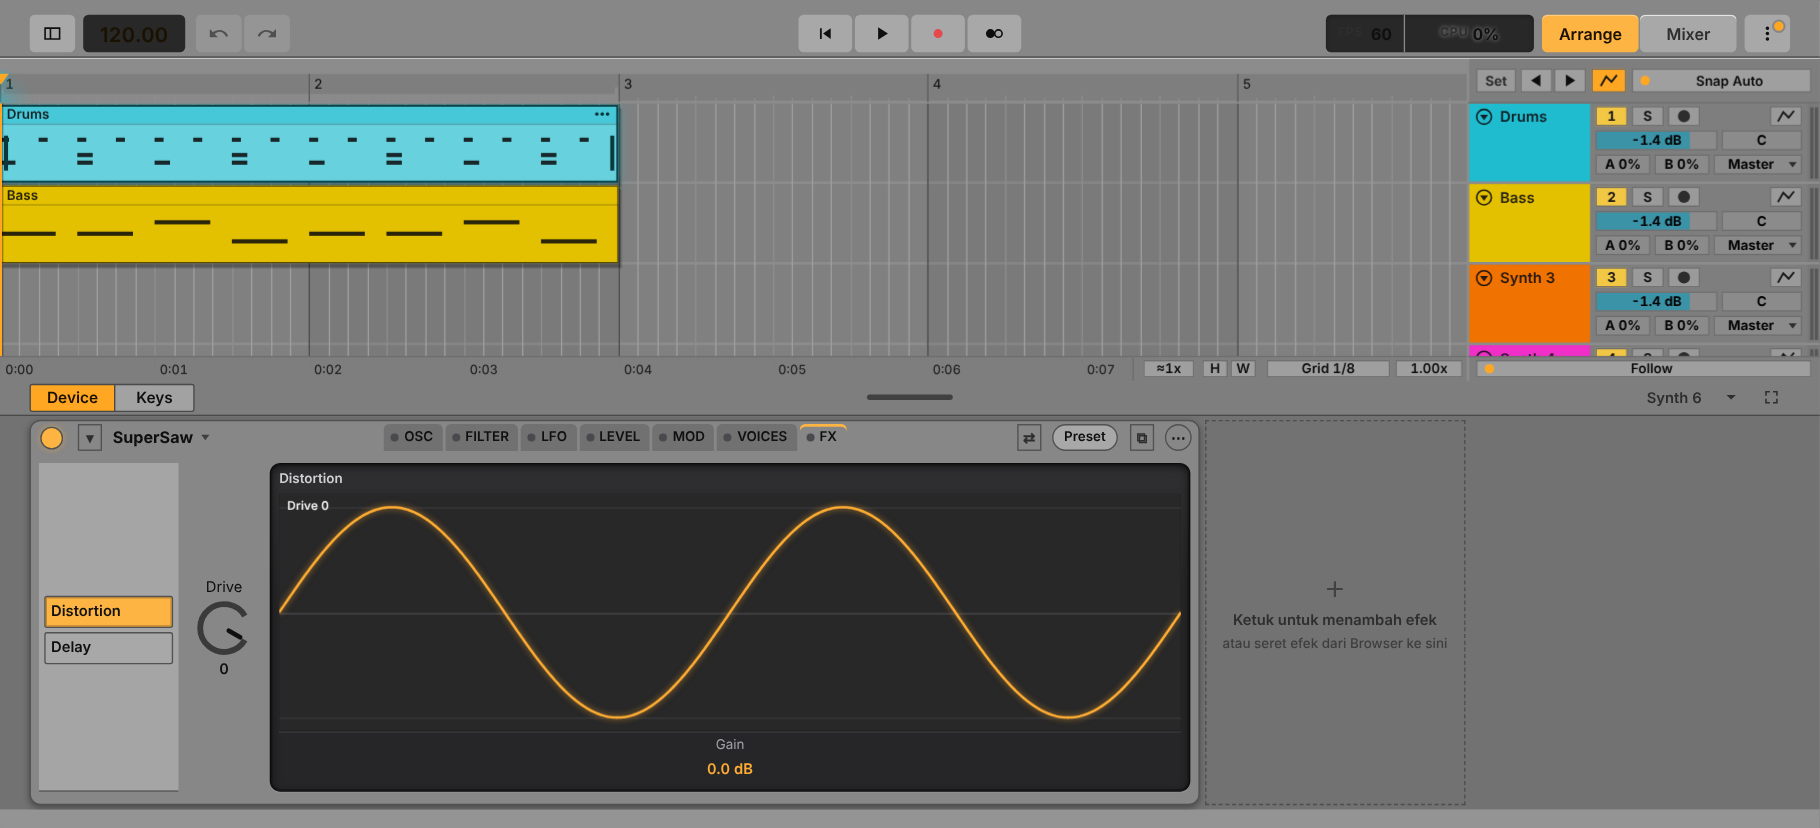 120.00
FPS 60
CPU 0%
Arrange
Mixer
1
2
3
4
5
Set
Snap Auto
Drums
Drums
1
S
-1.4 dB
C
A 0%
B 0%
Master
Bass
Bass
2
S
-1.4 dB
C
A 0%
B 0%
Master
Synth 3
3
S
-1.4 dB
C
A 0%
B 0%
Master
0:00
0:01
0:02
0:03
0:04
0:05
0:06
0:07
≈1x
H
W
Grid 1/8
1.00x
Follow
Device
Keys
Synth 6
SuperSaw
OSC
FILTER
LFO
LEVEL
MOD
VOICES
FX
Preset
Distortion
Delay
Drive
0
Distortion
Drive 0
Gain
0.0 dB
Ketuk untuk menambah efek
atau seret efek dari Browser ke sini